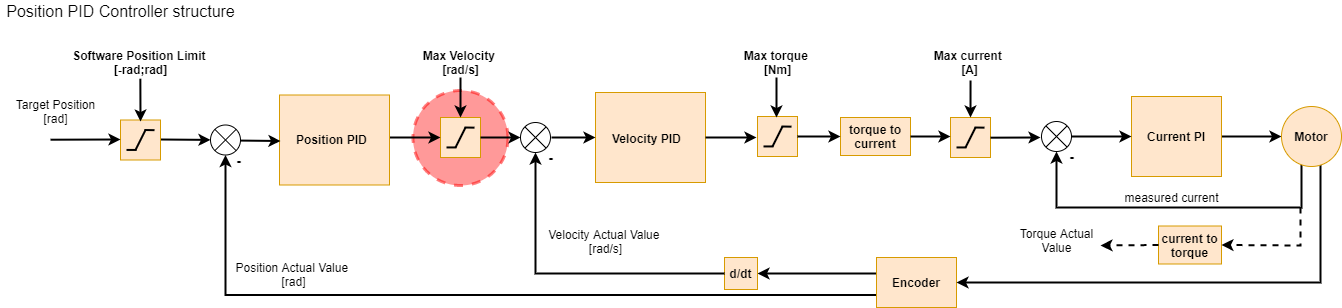 Position PID Controller structure
Software Position Limit
[-rad;rad]
Max Velocity
[rad/s]
Max torque
[Nm]
Max current
[A]
Target Position
[rad]
Position PID
Velocity PID
torque to
current
Current PI
Motor
-
-
-
measured current
Velocity Actual Value
[rad/s]
Torque Actual
Value
current to
torque
Position Actual Value
[rad]
d/dt
Encoder